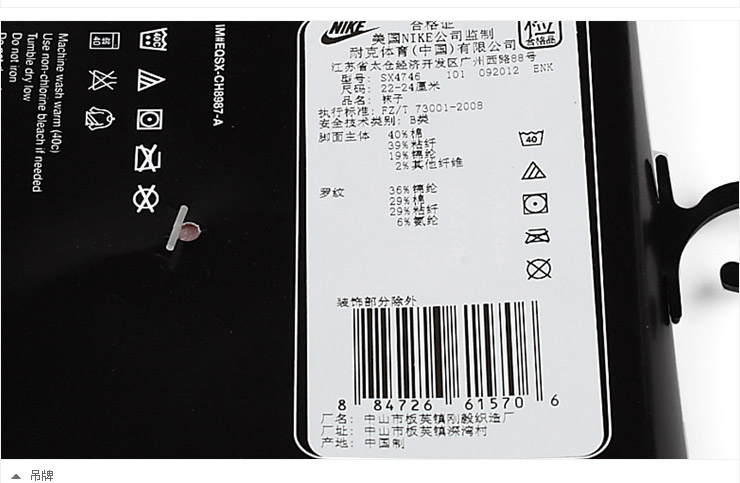 NIKE
合格证
美国NIKE公司监制
耐克体育(中国)有限公司
江苏省太仓经济开发区广州西路88号
型号: SX4746 101 092012 ENK
尺码: 22-24厘米
品名: 袜子
执行标准: FZ/T 73001-2008
安全技术类别: B类
脚面主体 40%棉
39%粘纤
19%锦纶
2%其他纤维
罗纹 36%锦纶
29%棉
29%粘纤
6%氨纶
40
装饰部分除外
8 84726 61570 6
厂名: 中山市板芙镇刚毅织造厂
厂址: 中山市板芙镇深湾村
产地: 中国制
检
合格品
IM#EQSX-CH8987-A
40
40
Machine wash warm (40c)
Use non-chlorine bleach if needed
Tumble dry low
Do not iron
吊牌